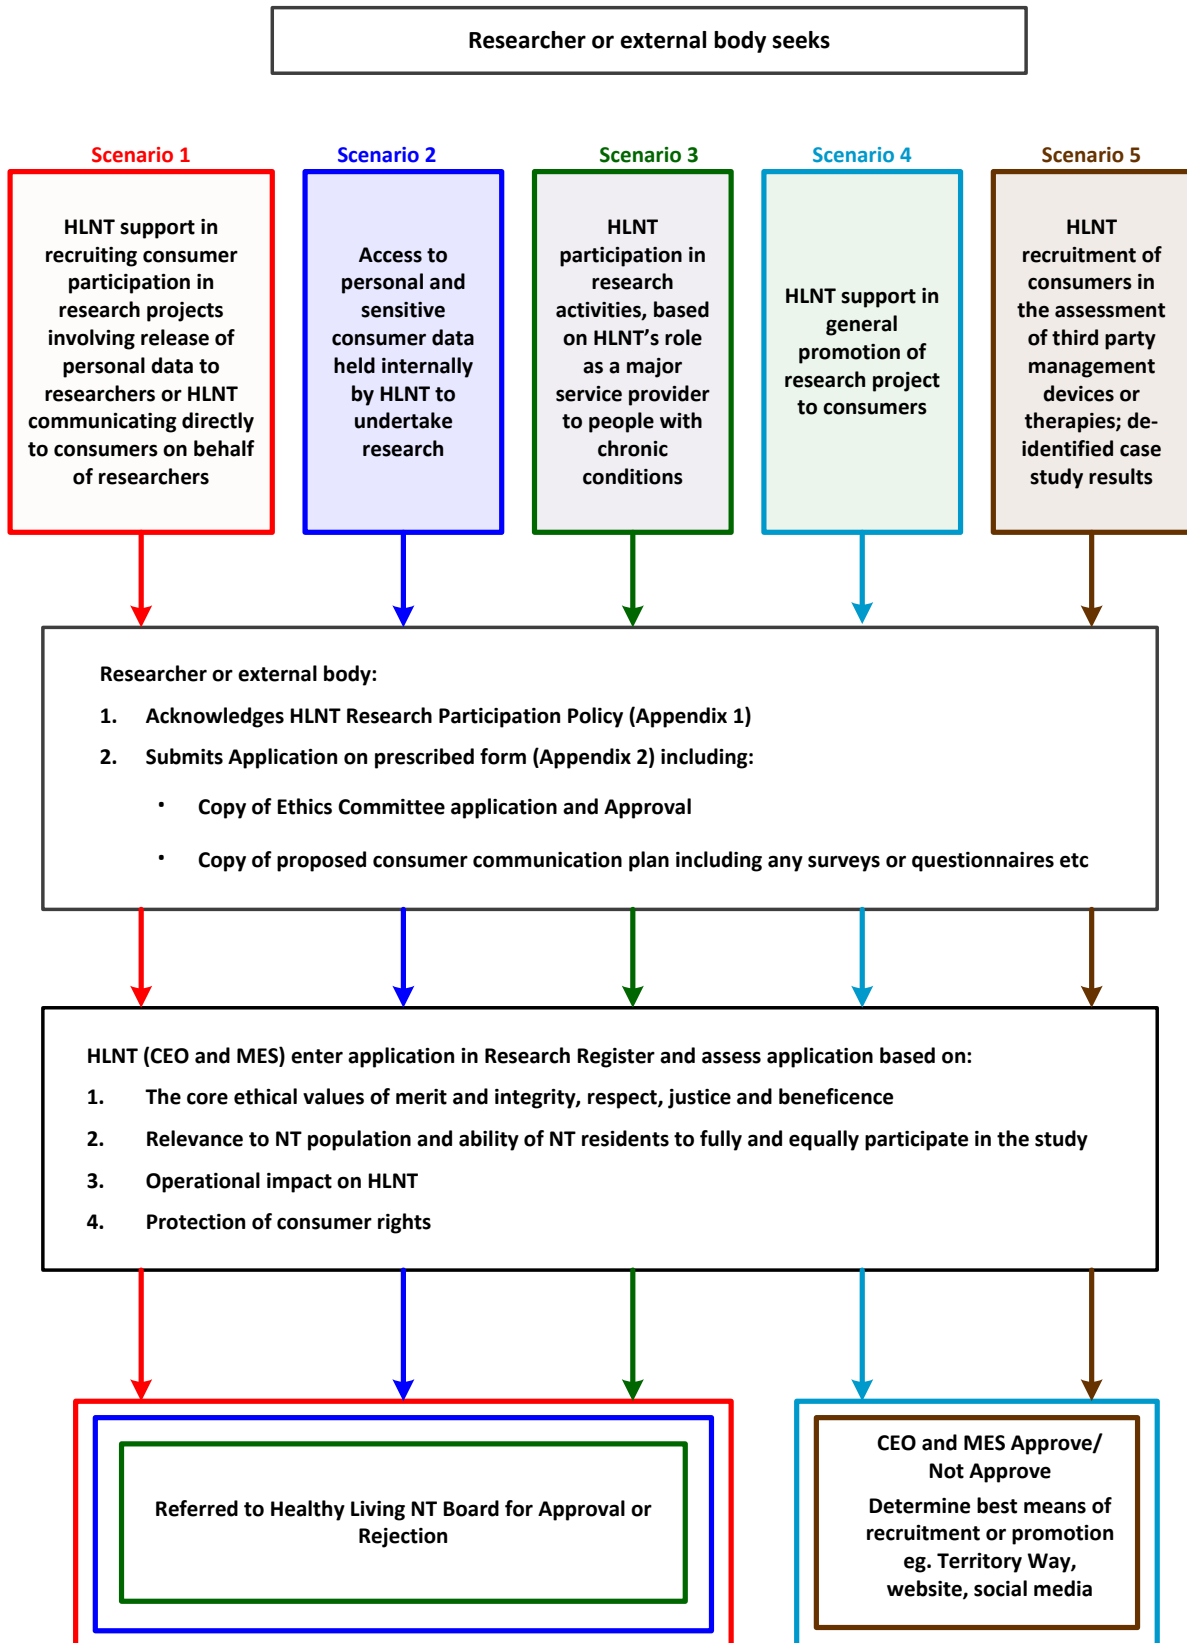 Researcher or external body seeks
Scenario 1
Scenario 2
Scenario 3
Scenario 4
Scenario 5
HLNT support in
recruiting consumer
participation in
research projects
involving release of
personal data to
researchers or HLNT
communicating directly
to consumers on behalf
of researchers
Access to
personal and
sensitive
consumer data
held internally
by HLNT to
undertake
research
HLNT
participation in
research
activities, based
on HLNT’s role
as a major
service provider
to people with
chronic
conditions
HLNT support in
general
promotion of
research project
to consumers
HLNT
recruitment of
consumers in
the assessment
of third party
management
devices or
therapies; de-
identified case
study results
Researcher or external body:
1. Acknowledges HLNT Research Participation Policy (Appendix 1)
2. Submits Application on prescribed form (Appendix 2) including:
• Copy of Ethics Committee application and Approval
• Copy of proposed consumer communication plan including any surveys or questionnaires etc
HLNT (CEO and MES) enter application in Research Register and assess application based on:
1. The core ethical values of merit and integrity, respect, justice and beneficence
2. Relevance to NT population and ability of NT residents to fully and equally participate in the study
3. Operational impact on HLNT
4. Protection of consumer rights
Referred to Healthy Living NT Board for Approval or
Rejection
CEO and MES Approve/
Not Approve
Determine best means of
recruitment or promotion
eg. Territory Way,
website, social media